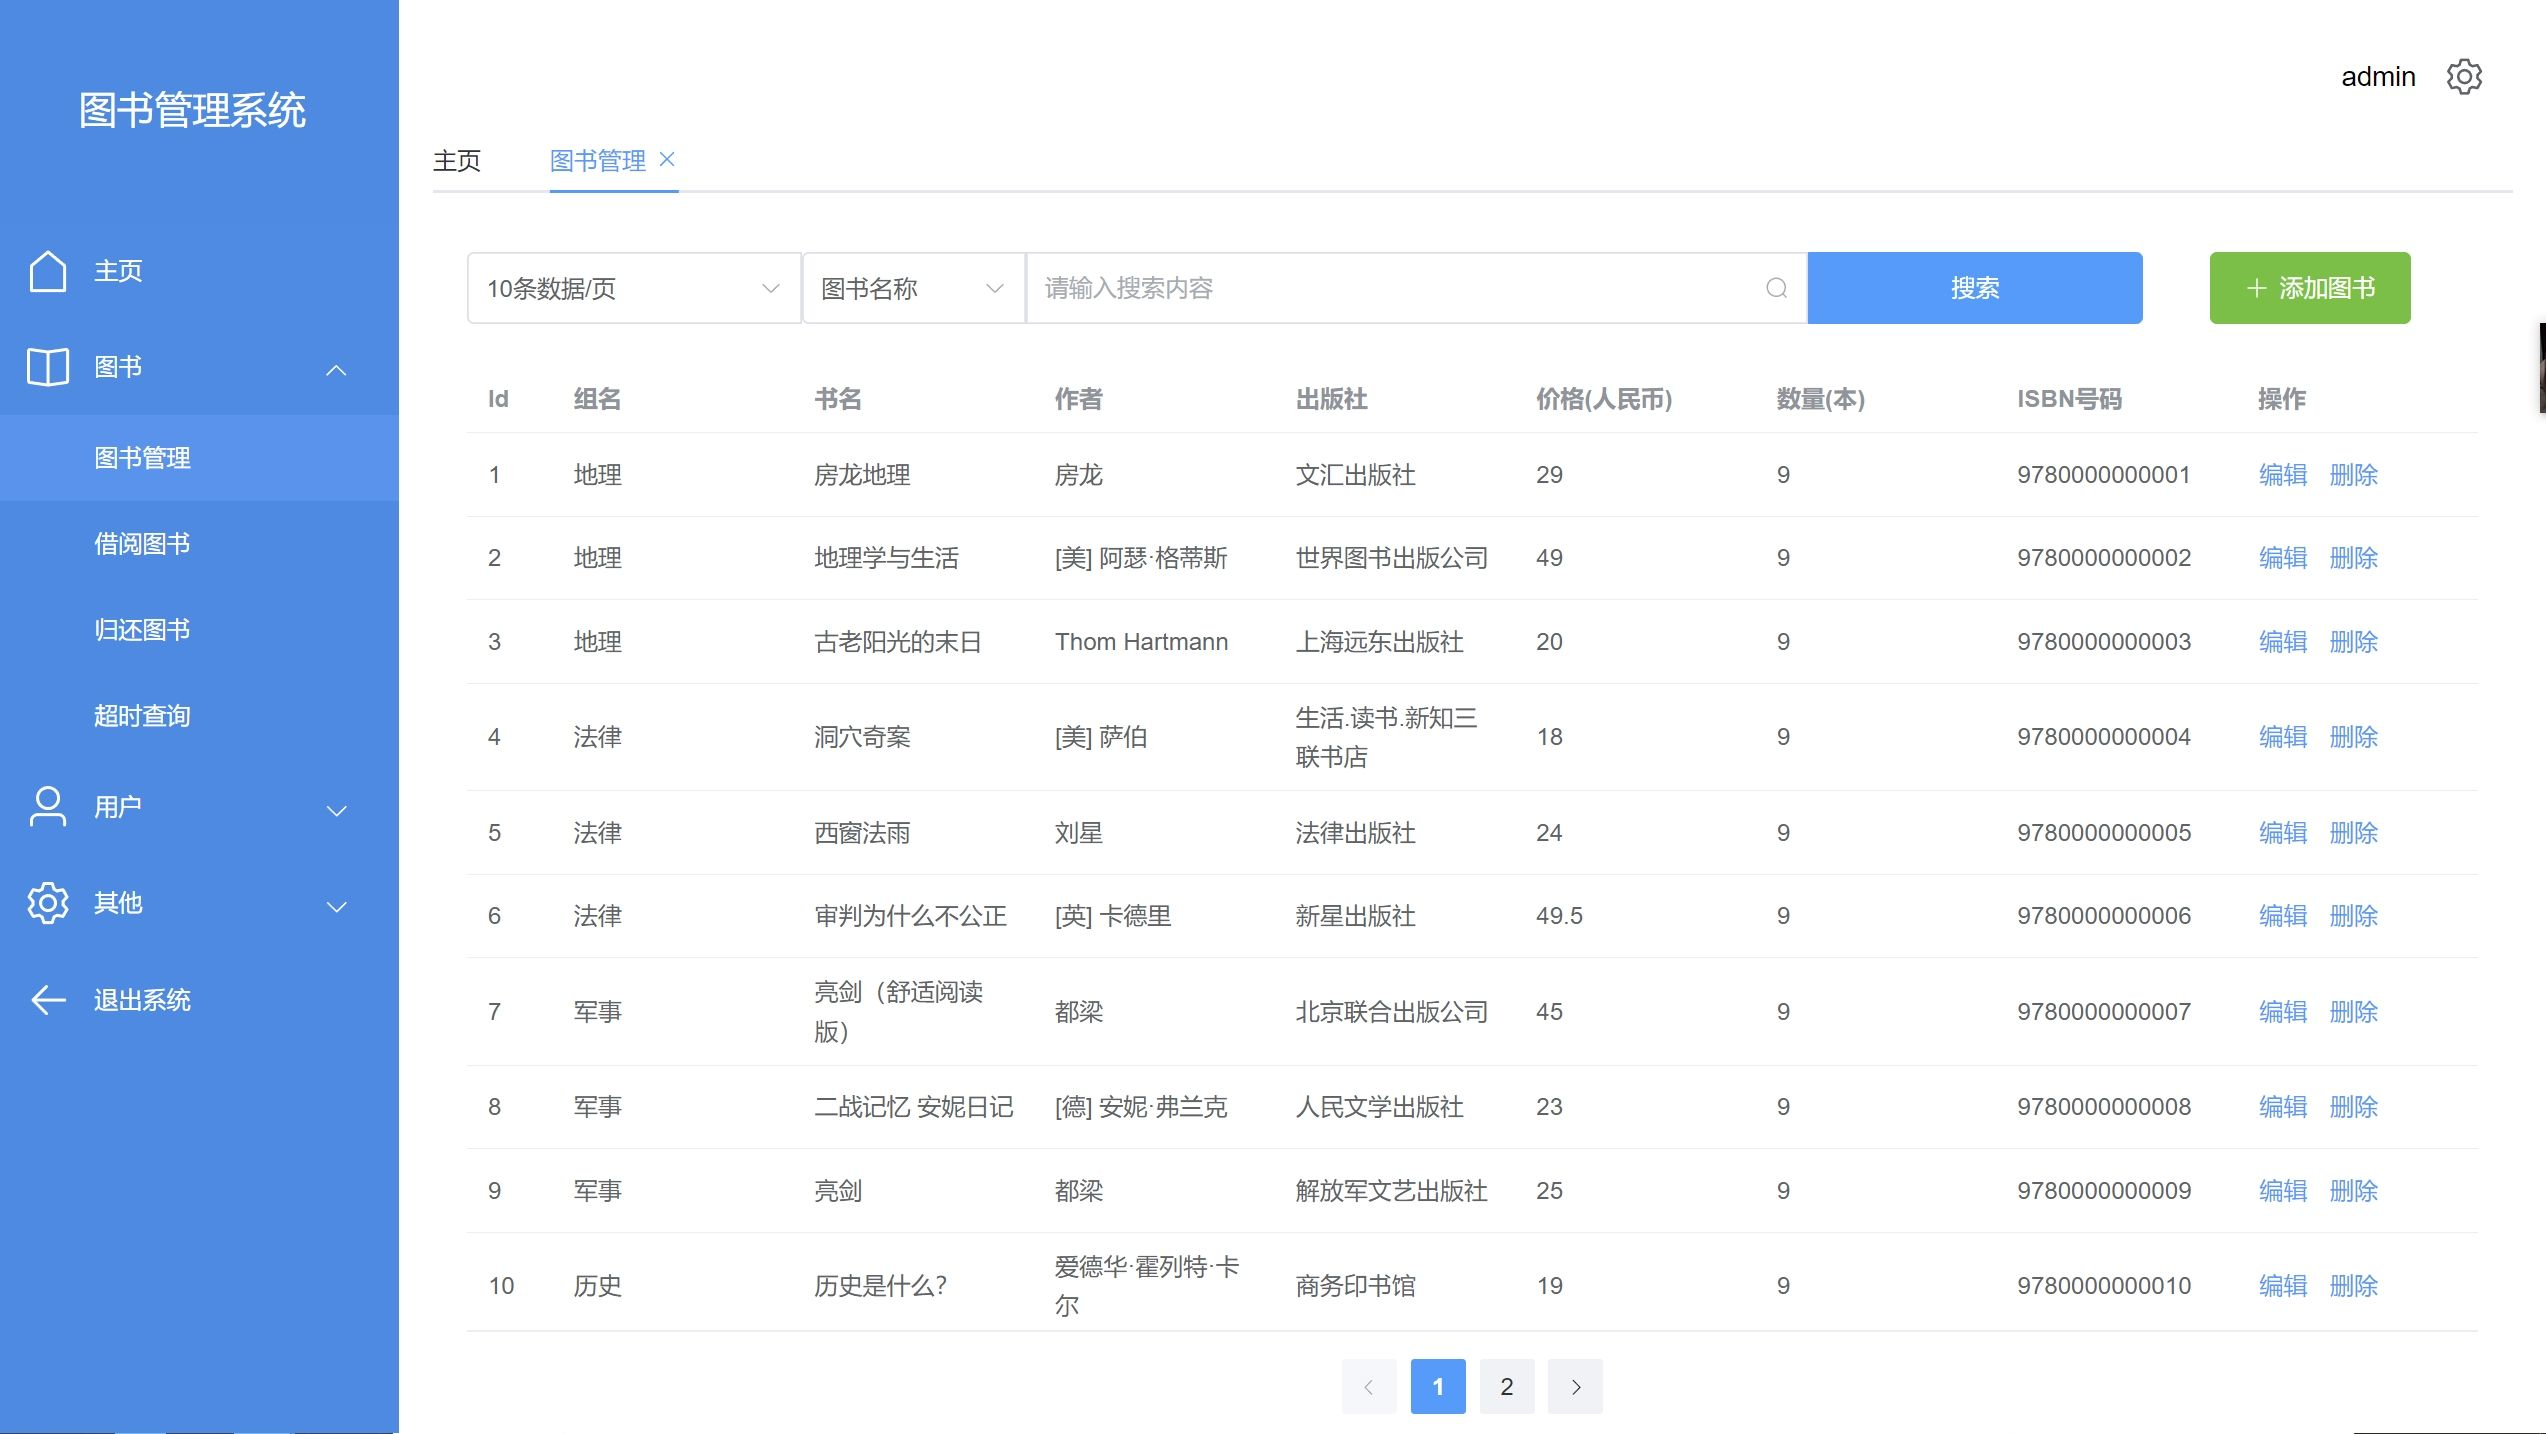 图书管理系统
admin
主页
图书管理
主页
图书
图书管理
借阅图书
归还图书
超时查询
用户
其他
退出系统
10条数据/页
图书名称
请输入搜索内容
搜索
添加图书
Id 组名 书名 作者 出版社 价格(人民币) 数量(本) ISBN号码 操作
1 地理 房龙地理 房龙 文汇出版社 29 9 9780000000001 编辑 删除
2 地理 地理学与生活 [美] 阿瑟·格蒂斯 世界图书出版公司 49 9 9780000000002 编辑 删除
3 地理 古老阳光的末日 Thom Hartmann 上海远东出版社 20 9 9780000000003 编辑 删除
4 法律 洞穴奇案 [美] 萨伯 生活.读书.新知三
联书店 18 9 9780000000004 编辑 删除
5 法律 西窗法雨 刘星 法律出版社 24 9 9780000000005 编辑 删除
6 法律 审判为什么不公正 [英] 卡德里 新星出版社 49.5 9 9780000000006 编辑 删除
7 军事 亮剑（舒适阅读
版） 都梁 北京联合出版公司 45 9 9780000000007 编辑 删除
8 军事 二战记忆 安妮日记 [德] 安妮·弗兰克 人民文学出版社 23 9 9780000000008 编辑 删除
9 军事 亮剑 都梁 解放军文艺出版社 25 9 9780000000009 编辑 删除
10 历史 历史是什么？ 爱德华·霍列特·卡
尔 商务印书馆 19 9 9780000000010 编辑 删除
1 2